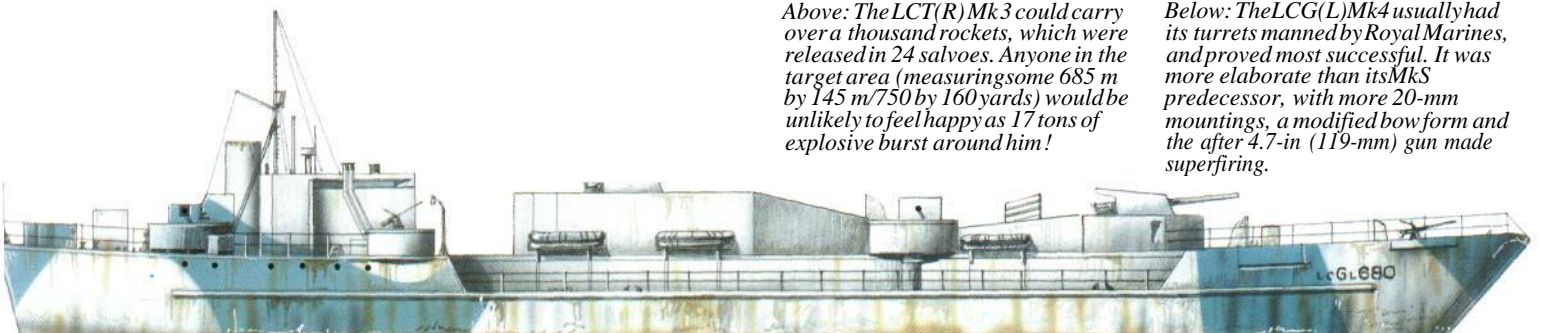 Above: The LCT(R) Mk 3 could carry
over a thousand rockets, which were
released in 24 salvoes. Anyone in the
target area (measuring some 685 m
by 145 m/750 by 160 yards) would be
unlikely to feel happy as 17 tons of
explosive burst around him!
Below: The LCG(L) Mk 4 usually had
its turrets manned by Royal Marines,
and proved most successful. It was
more elaborate than its MkS
predecessor, with more 20-mm
mountings, a modified bow form and
the after 4.7-in (119-mm) gun made
superfiring.
LCGL680